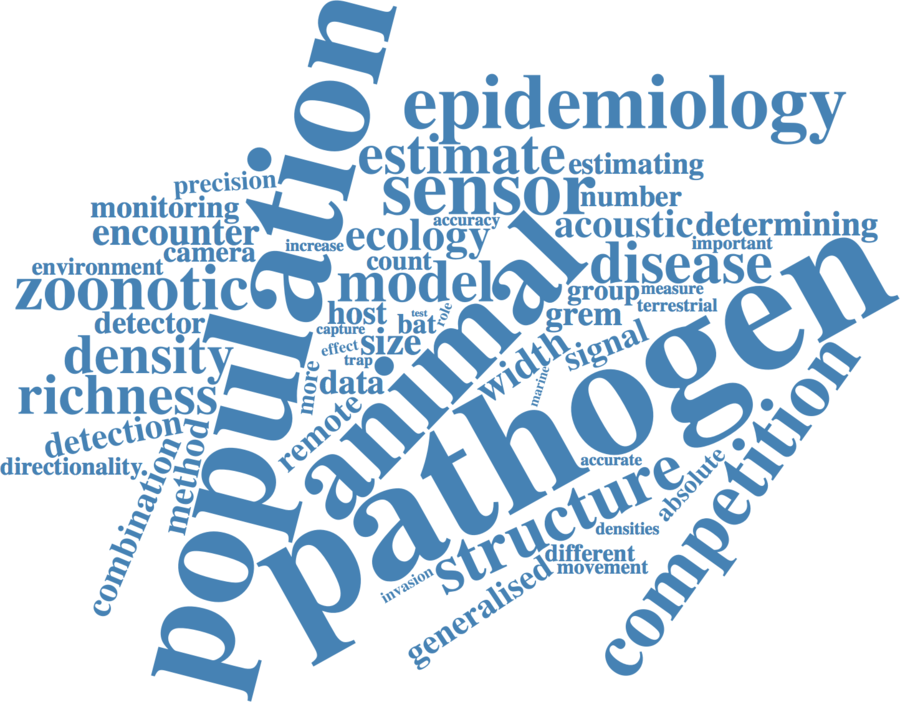 population
epidemiology
estimate
estimating
precision
sensor
number
monitoring
accuracy
acoustic
determining
encounter
increase
ecology
important
camera
count
disease
environment
model
zoonotic
group
measure
terrestrial
host
test
role
grem
detector
capture
bat
animal
pathogen
size
effect
trap
density
width
signal
data
marine
more
richness
remote
detection
method
directionality
combination
accurate
structure
absolute
competition
densities
different
movement
invasion
generalised